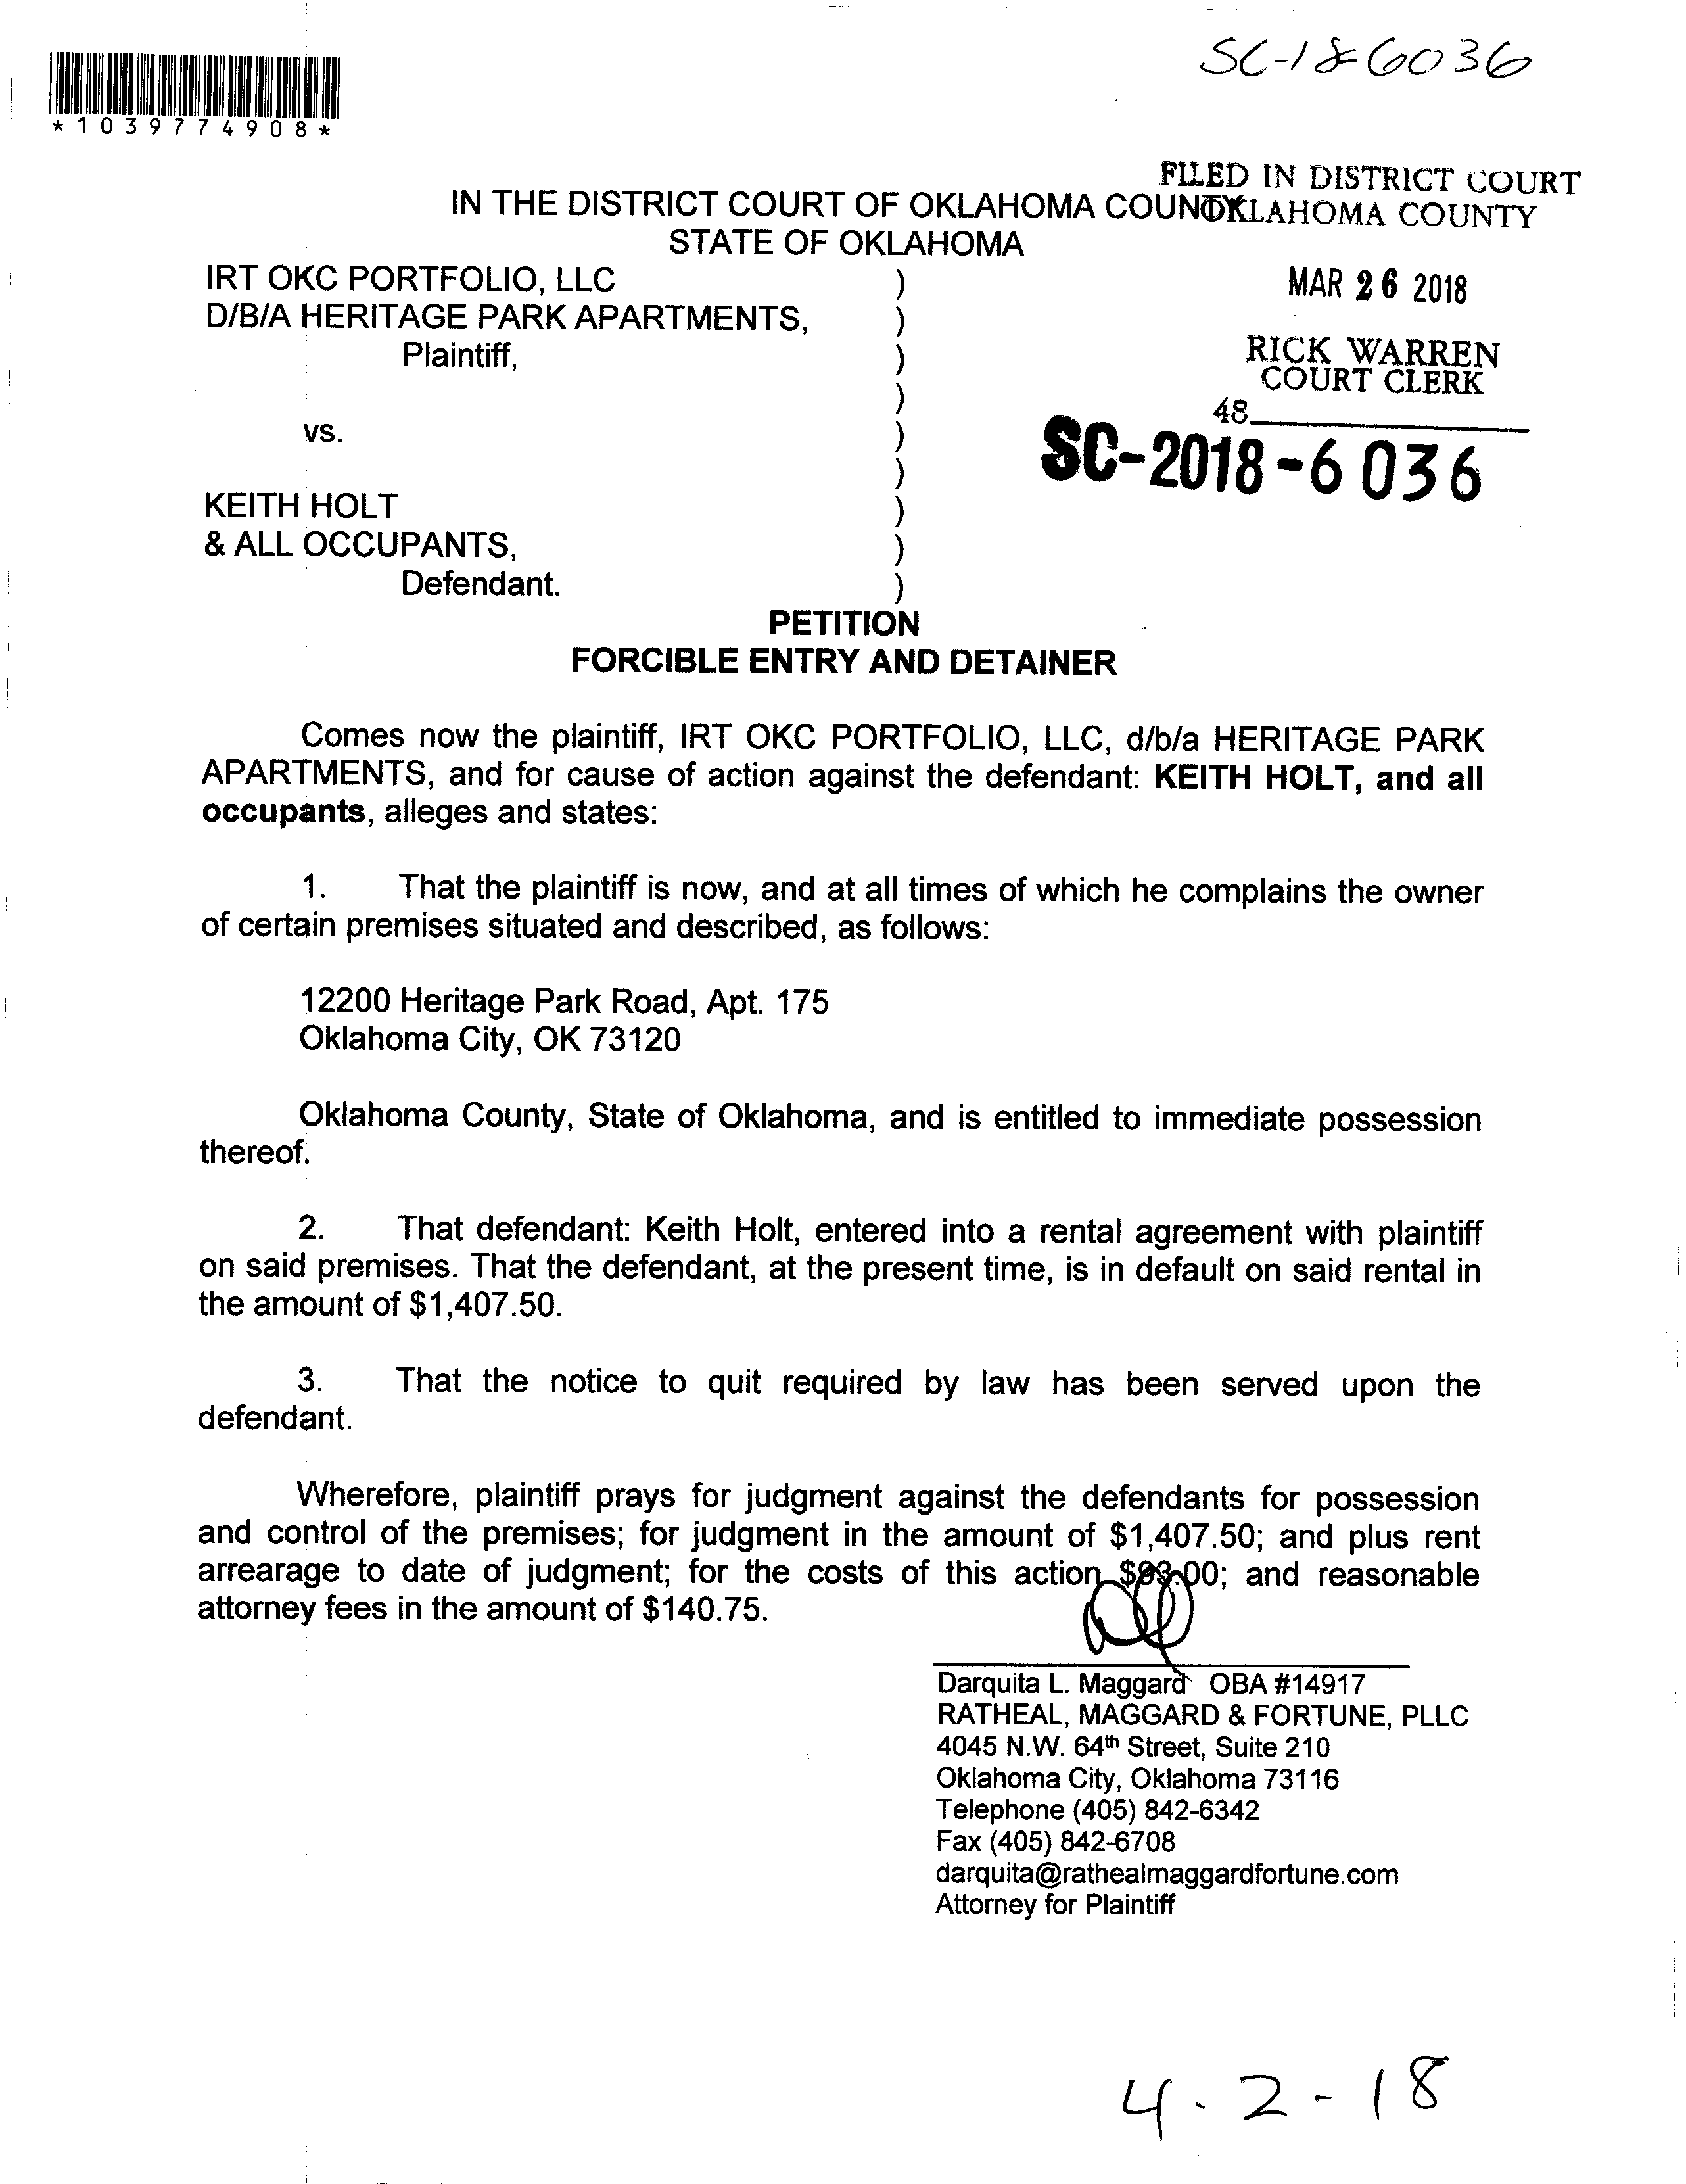 SC-18-6036
*1039774908*
FILED IN DISTRICT COURT
OKLAHOMA COUNTY
IN THE DISTRICT COURT OF OKLAHOMA COUNTY
STATE OF OKLAHOMA
MAR 26 2018
RICK WARREN
COURT CLERK
48
SC-2018-6036
IRT OKC PORTFOLIO, LLC )
D/B/A HERITAGE PARK APARTMENTS, )
Plaintiff, )
)
vs. )
)
KEITH HOLT )
& ALL OCCUPANTS, )
Defendant. )
PETITION
FORCIBLE ENTRY AND DETAINER
Comes now the plaintiff, IRT OKC PORTFOLIO, LLC, d/b/a HERITAGE PARK
APARTMENTS, and for cause of action against the defendant: KEITH HOLT, and all
occupants, alleges and states:
1. That the plaintiff is now, and at all times of which he complains the owner
of certain premises situated and described, as follows:
12200 Heritage Park Road, Apt. 175
Oklahoma City, OK 73120
Oklahoma County, State of Oklahoma, and is entitled to immediate possession
thereof.
2. That defendant: Keith Holt, entered into a rental agreement with plaintiff
on said premises. That the defendant, at the present time, is in default on said rental in
the amount of $1,407.50.
3. That the notice to quit required by law has been served upon the
defendant.
Wherefore, plaintiff prays for judgment against the defendants for possession
and control of the premises; for judgment in the amount of $1,407.50; and plus rent
arrearage to date of judgment; for the costs of this action $93.00; and reasonable
attorney fees in the amount of $140.75.
Darquita L. Maggard OBA #14917
RATHEAL, MAGGARD & FORTUNE, PLLC
4045 N.W. 64th Street, Suite 210
Oklahoma City, Oklahoma 73116
Telephone (405) 842-6342
Fax (405) 842-6708
darquita@rathealmaggardfortune.com
Attorney for Plaintiff
4-2-18